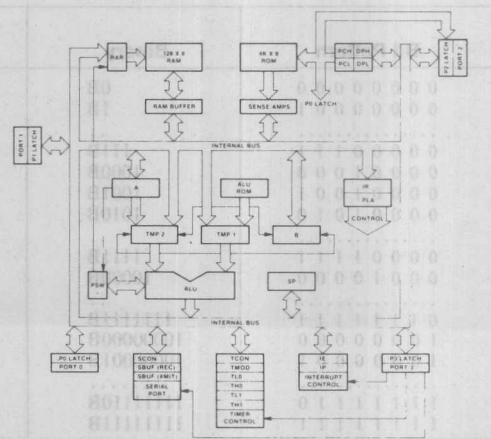 RAR
128 X 8
RAM
4K X 8
ROM
PCH DPH
PCL DPL
P2 LATCH
PORT 2
P0 LATCH
RAM BUFFER
SENSE AMPS
PORT 1
P1 LATCH
INTERNAL BUS
A
ALU
ROM
IR
PLA
CONTROL
TMP 2
TMP 1
B
PSW
ALU
SP
INTERNAL BUS
P0 LATCH
PORT 0
SCON
SBUF (REC)
SBUF (XMIT)
SERIAL
PORT
TCON
TMOD
TL0
TH0
TL1
TH1
TIMER
CONTROL
IE
IP
INTERRUPT
CONTROL
P3 LATCH
PORT 3